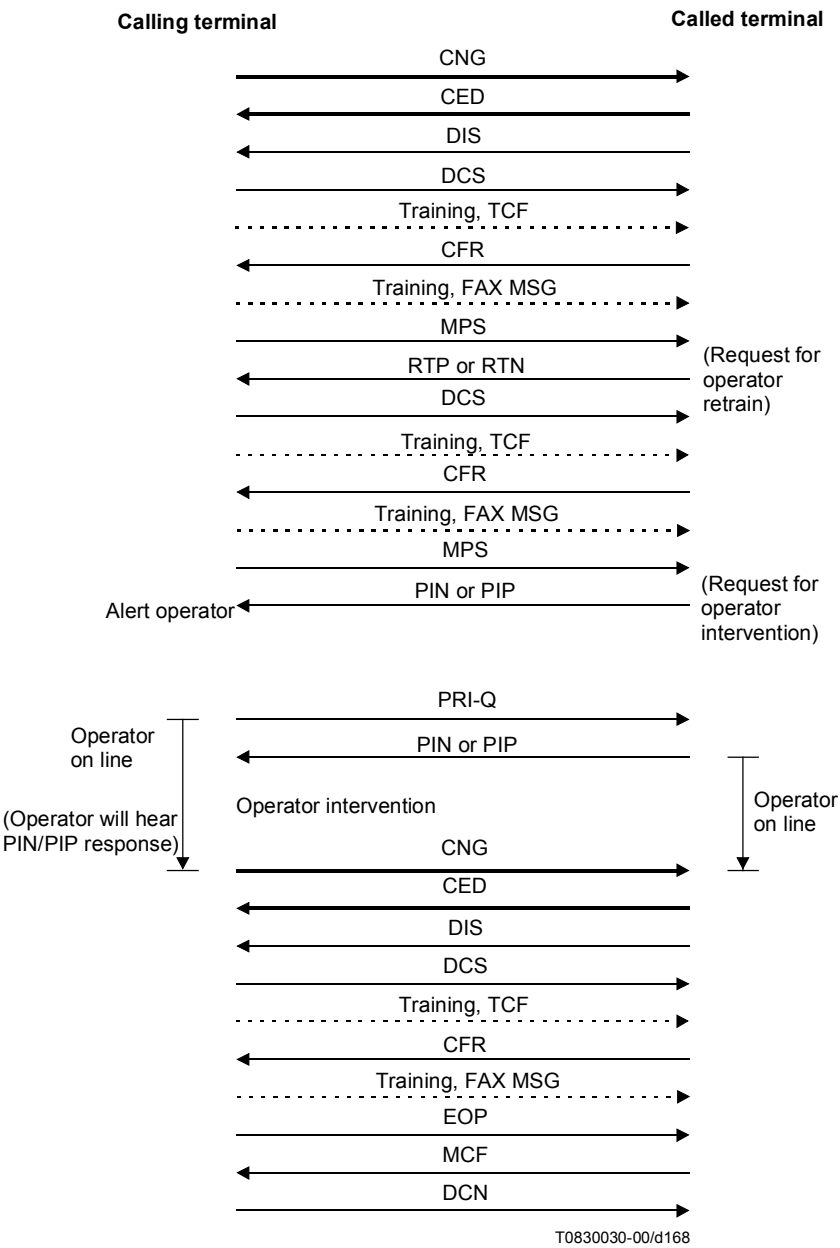 Calling terminal
Called terminal
CNG
CED
DIS
DCS
Training, TCF
CFR
Training, FAX MSG
MPS
RTP or RTN
(Request for
operator
retrain)
DCS
Training, TCF
CFR
Training, FAX MSG
MPS
PIN or PIP
Alert operator
(Request for
operator
intervention)
PRI-Q
Operator
on line
PIN or PIP
(Operator will hear
PIN/PIP response)
Operator intervention
Operator
on line
CNG
CED
DIS
DCS
Training, TCF
CFR
Training, FAX MSG
EOP
MCF
DCN
T0830030-00/d168